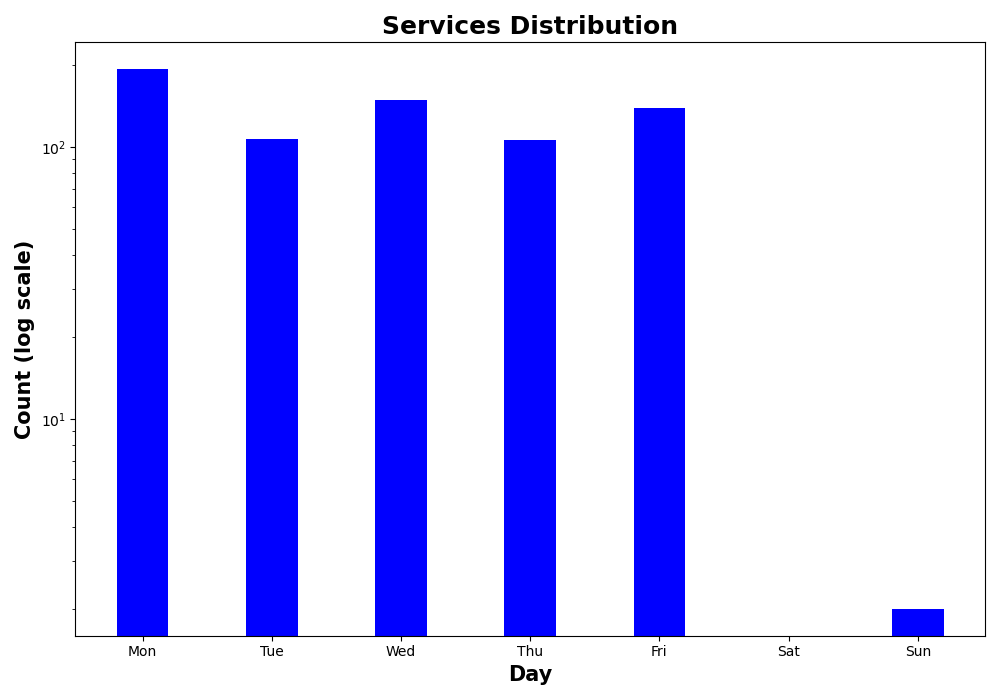 Services Distribution
Count (log scale)
10²
10¹
Mon Tue Wed Thu Fri Sat Sun
Day